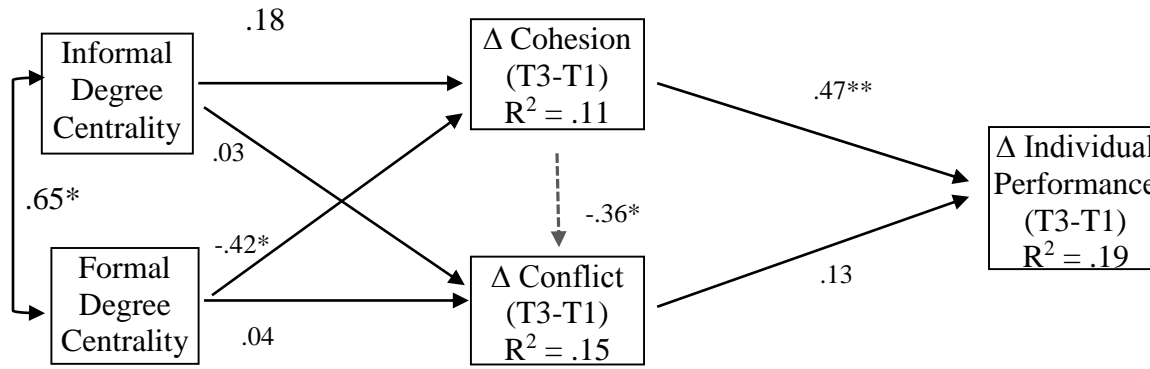 .18
Informal
Degree
Centrality
Δ Cohesion
(T3-T1)
R² = .11
.47**
.03
.65*
-.42*
-.36*
Δ Individual
Performance
(T3-T1)
R² = .19
Formal
Degree
Centrality
.04
Δ Conflict
(T3-T1)
R² = .15
.13